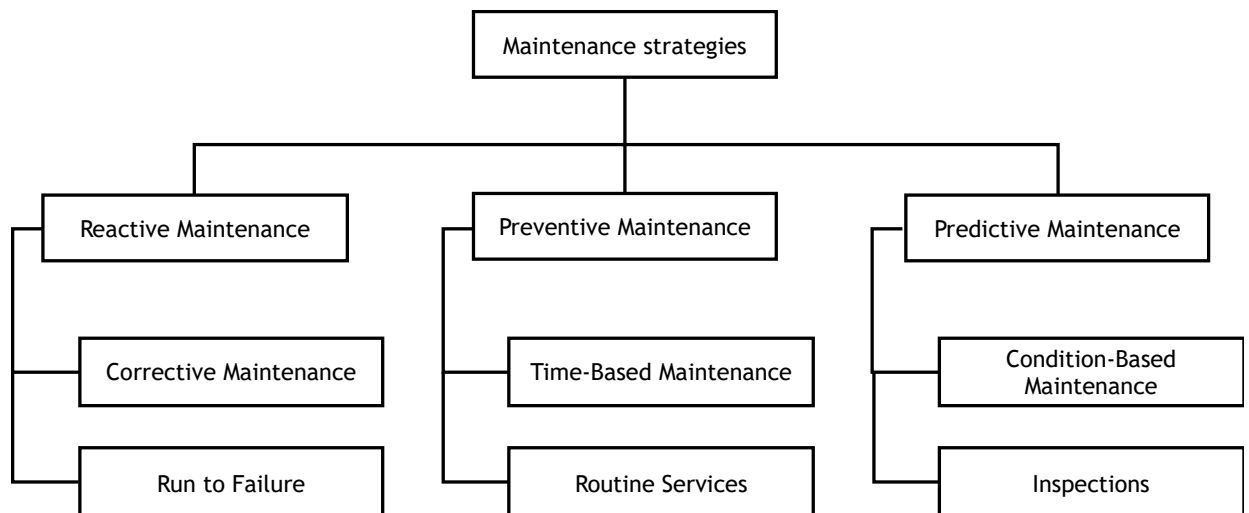 Maintenance strategies
Reactive Maintenance
Preventive Maintenance
Predictive Maintenance
Corrective Maintenance
Time-Based Maintenance
Condition-Based
Maintenance
Run to Failure
Routine Services
Inspections